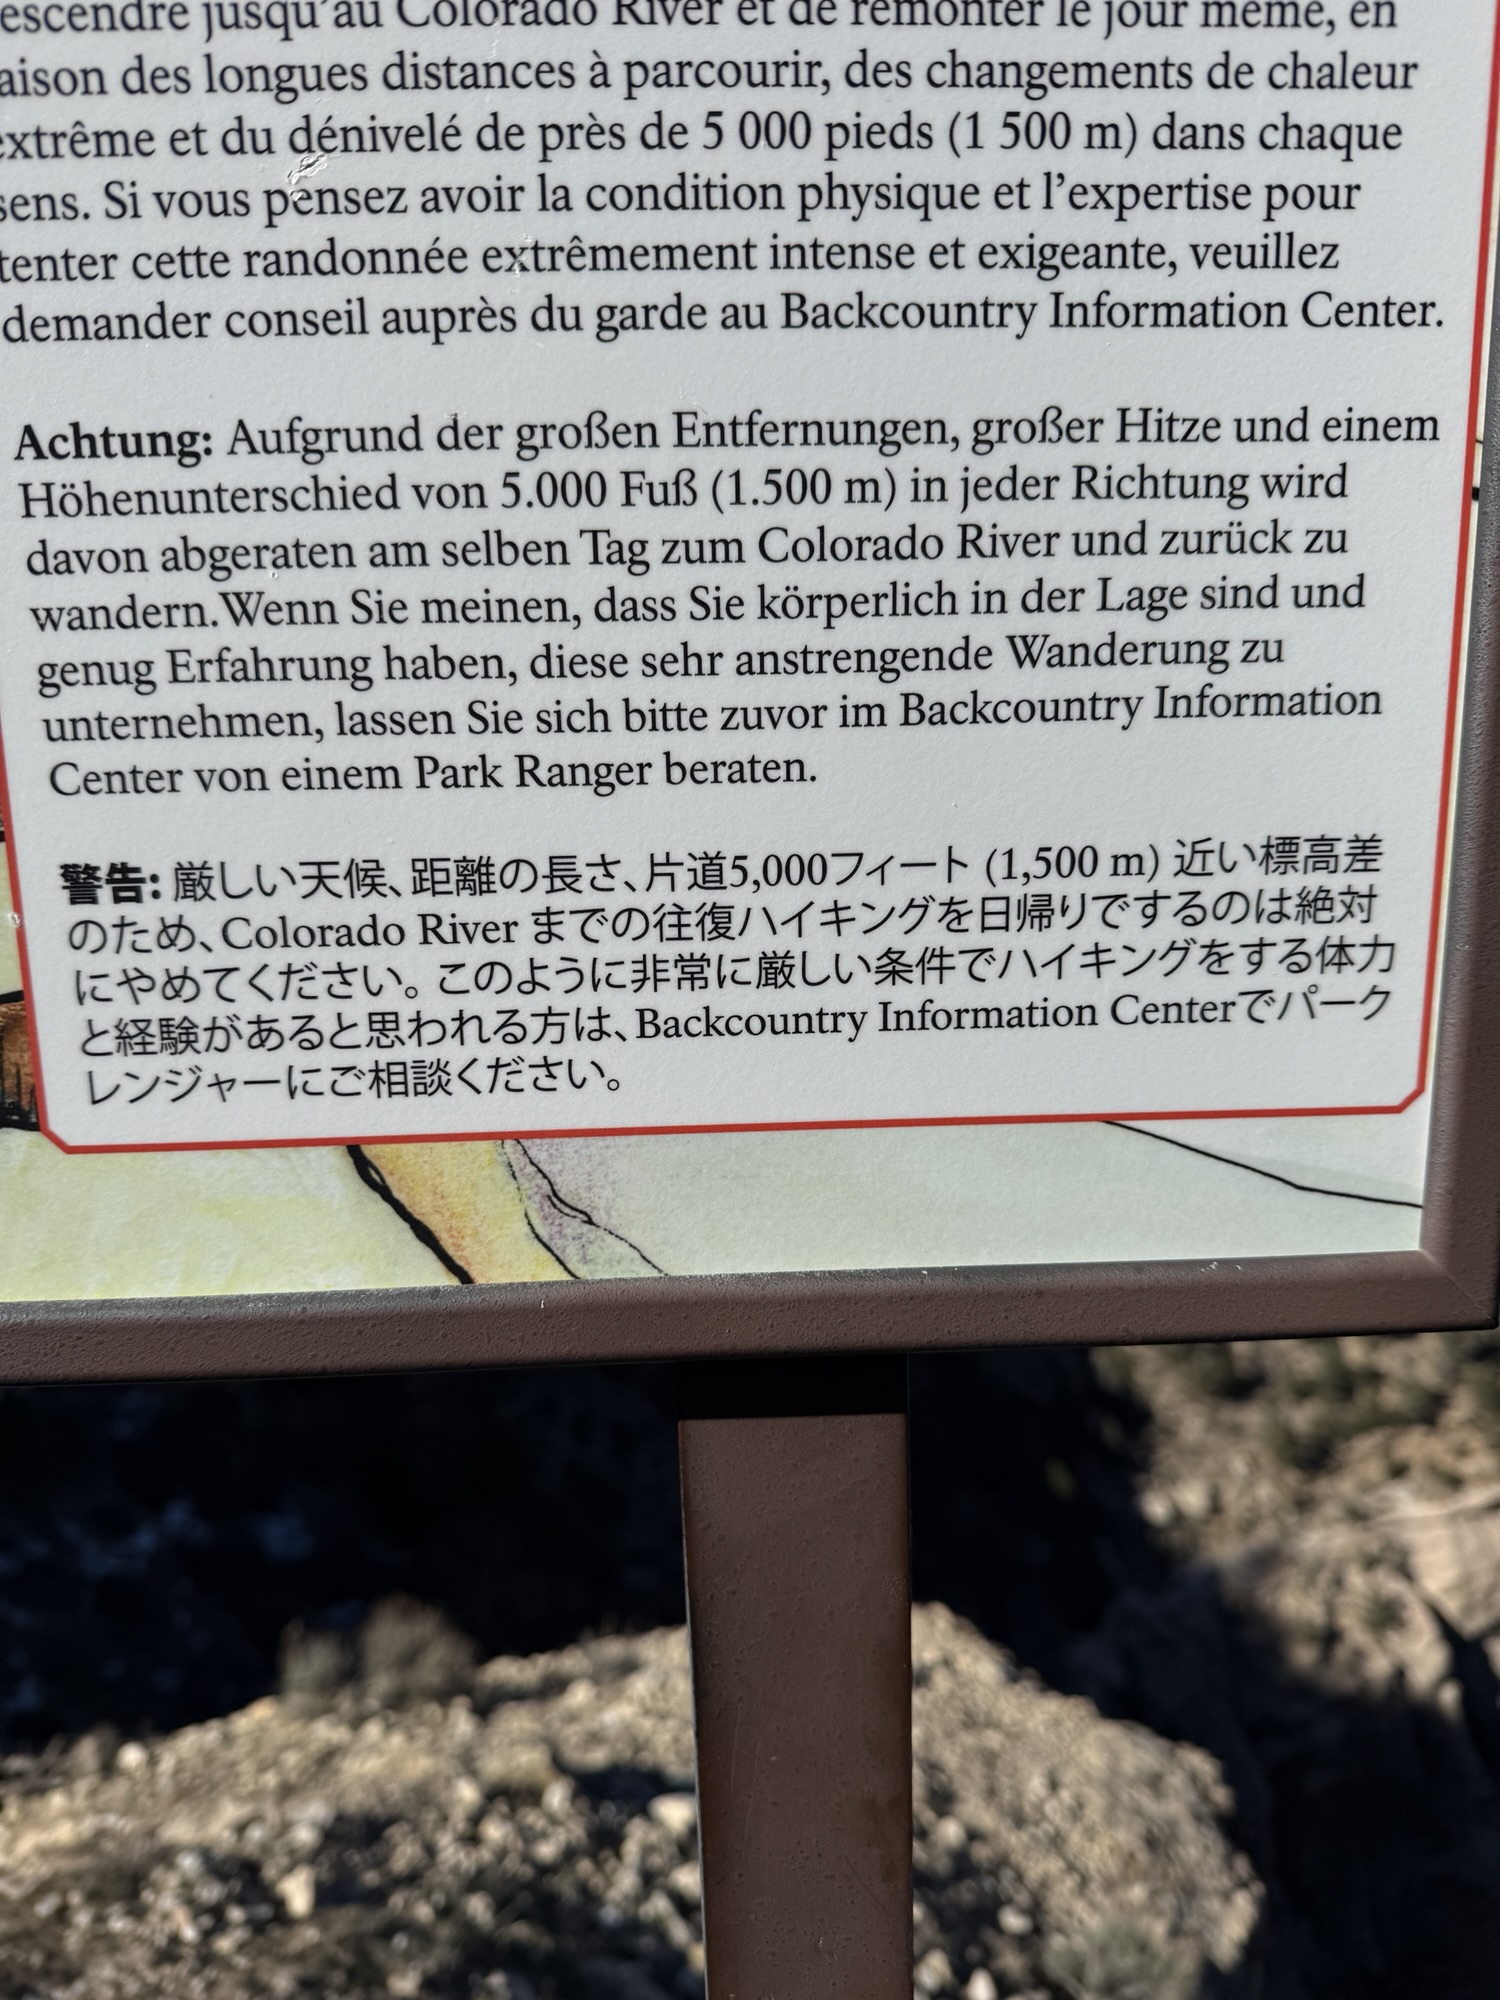 escendre jusqu'au Colorado River et de remonter le jour même, en
aison des longues distances à parcourir, des changements de chaleur
extrême et du dénivelé de près de 5 000 pieds (1 500 m) dans chaque
sens. Si vous pensez avoir la condition physique et l'expertise pour
tenter cette randonnée extrêmement intense et exigeante, veuillez
demander conseil auprès du garde au Backcountry Information Center.
Achtung: Aufgrund der großen Entfernungen, großer Hitze und einem
Höhenunterschied von 5.000 Fuß (1.500 m) in jeder Richtung wird
davon abgeraten am selben Tag zum Colorado River und zurück zu
wandern. Wenn Sie meinen, dass Sie körperlich in der Lage sind und
genug Erfahrung haben, diese sehr anstrengende Wanderung zu
unternehmen, lassen Sie sich bitte zuvor im Backcountry Information
Center von einem Park Ranger beraten.
警告: 厳しい天候、距離の長さ、片道5,000フィート (1,500 m) 近い標高差
のため、Colorado River までの往復ハイキングを日帰りでするのは絶対
にやめてください。このように非常に厳しい条件でハイキングをする体力
と経験があると思われる方は、Backcountry Information Centerでパーク
レンジャーにご相談ください。